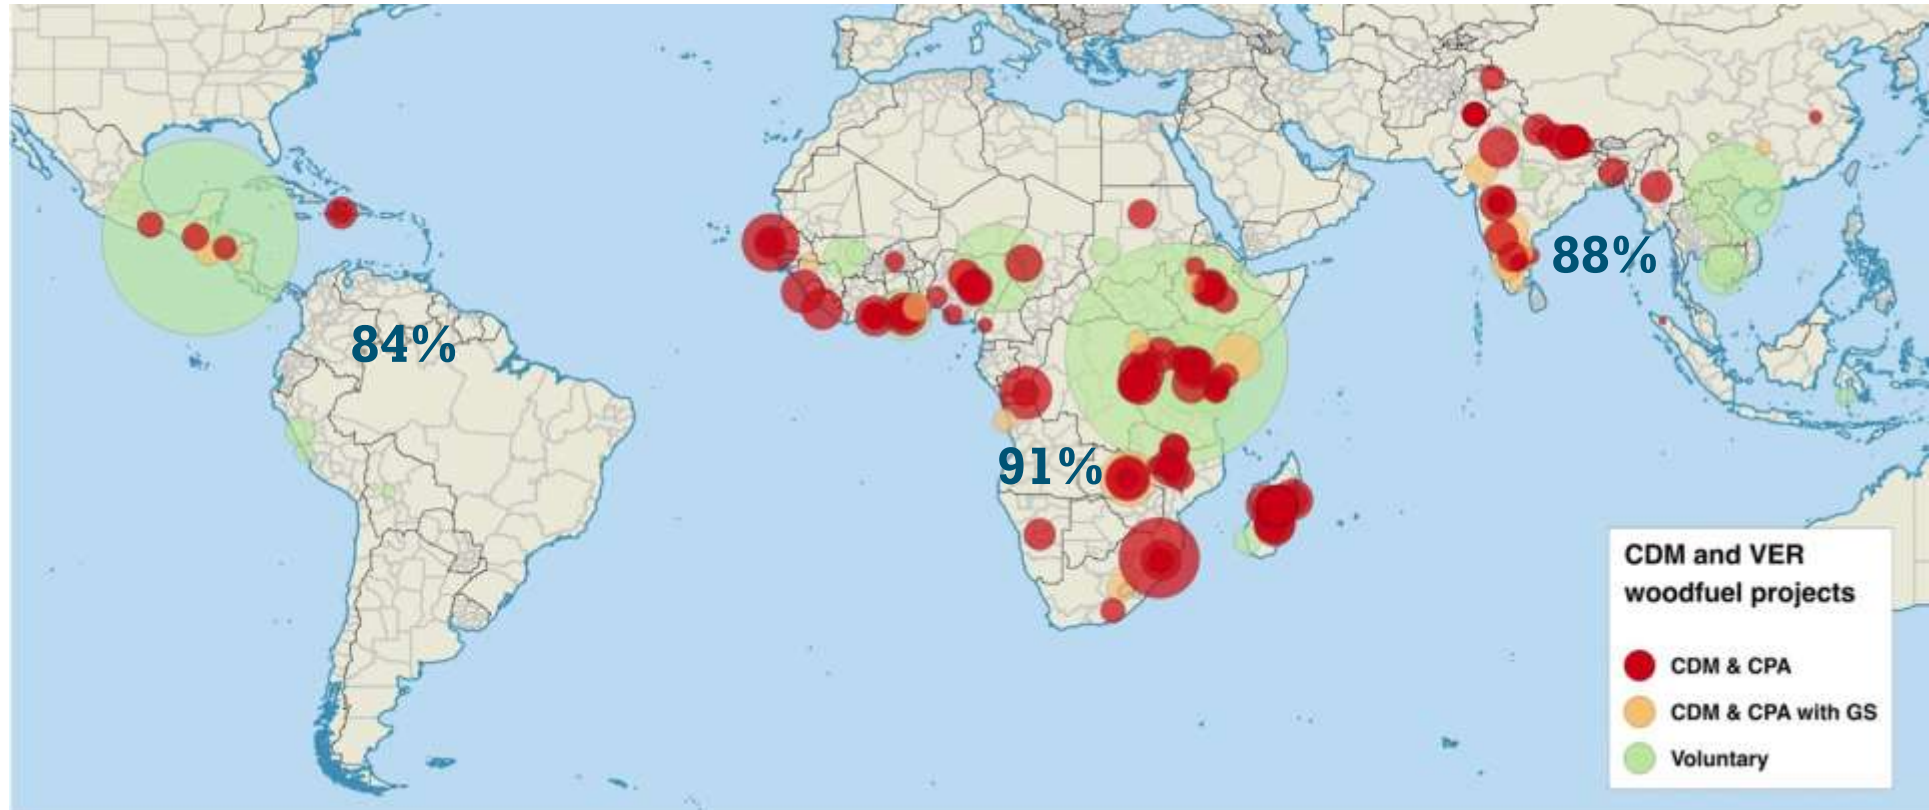 88%
84%
91%
CDM and VER
woodfuel projects
CDM & CPA
CDM & CPA with GS
Voluntary